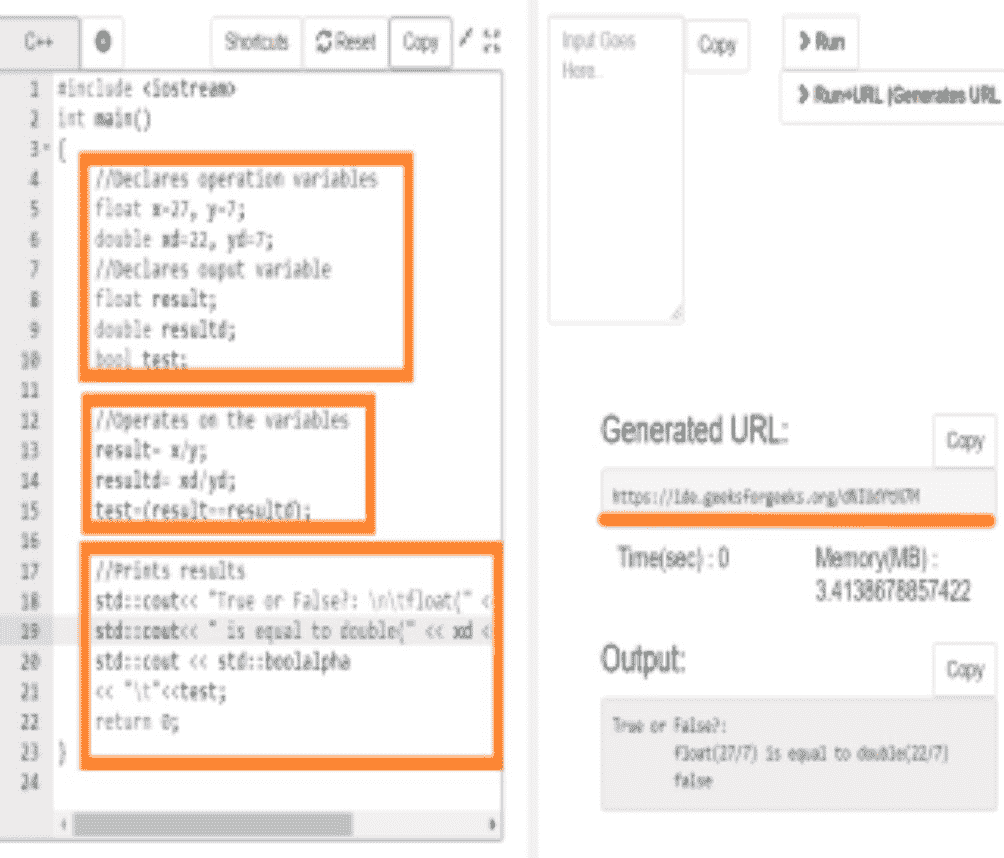 C++
Shortcuts
Reset
Copy
1 #include <iostream>
2 int main()
3 {
4 //Declares operation variables
5 float x=27, y=7;
6 double xd=22, yd=7;
7 //Declares ouput variable
8 float result;
9 double resultd;
10 bool test;
11
12 //Operates on the variables
13 result= x/y;
14 resultd= xd/yd;
15 test=(result==resultd);
16
17 //Prints results
18 std::cout<< "True or False?: \n\tfloat(" <
19 std::cout<< " is equal to double(" << xd <
20 std::cout << std::boolalpha
21 << "\t"<<test;
22 return 0;
23 }
24
Input Goes
Here..
Copy
Run
Run+URL (Generates URL
Generated URL:
Copy
Time(sec) : 0
Memory(MB) :
3.4138678857422
Output:
Copy
True or False?:
float(27/7) is equal to double(22/7)
false